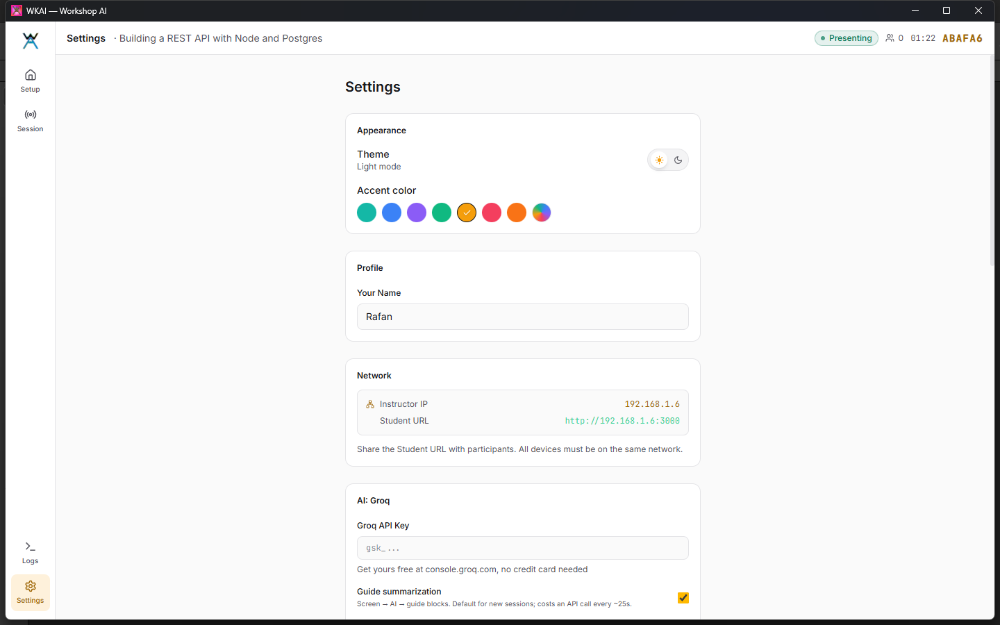 WKAI — Workshop AI
Settings · Building a REST API with Node and Postgres
Presenting 0 01:22 ABAFA6
Setup
Session
Logs
Settings
Settings
Appearance
Theme
Light mode
Accent color
Profile
Your Name
Rafan
Network
Instructor IP 192.168.1.6
Student URL http://192.168.1.6:3000
Share the Student URL with participants. All devices must be on the same network.
AI: Groq
Groq API Key
gsk_...
Get yours free at console.groq.com, no credit card needed
Guide summarization
Screen → AI → guide blocks. Default for new sessions; costs an API call every ~25s.